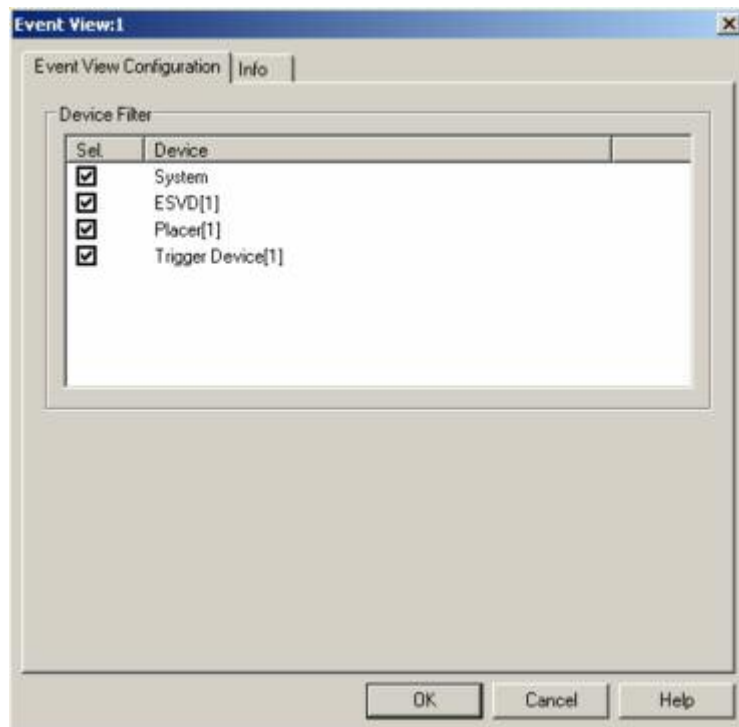 Event View:1
Event View Configuration Info
Device Filter
Sel. Device
System
ESVD[1]
Placer[1]
Trigger Device[1]
OK Cancel Help